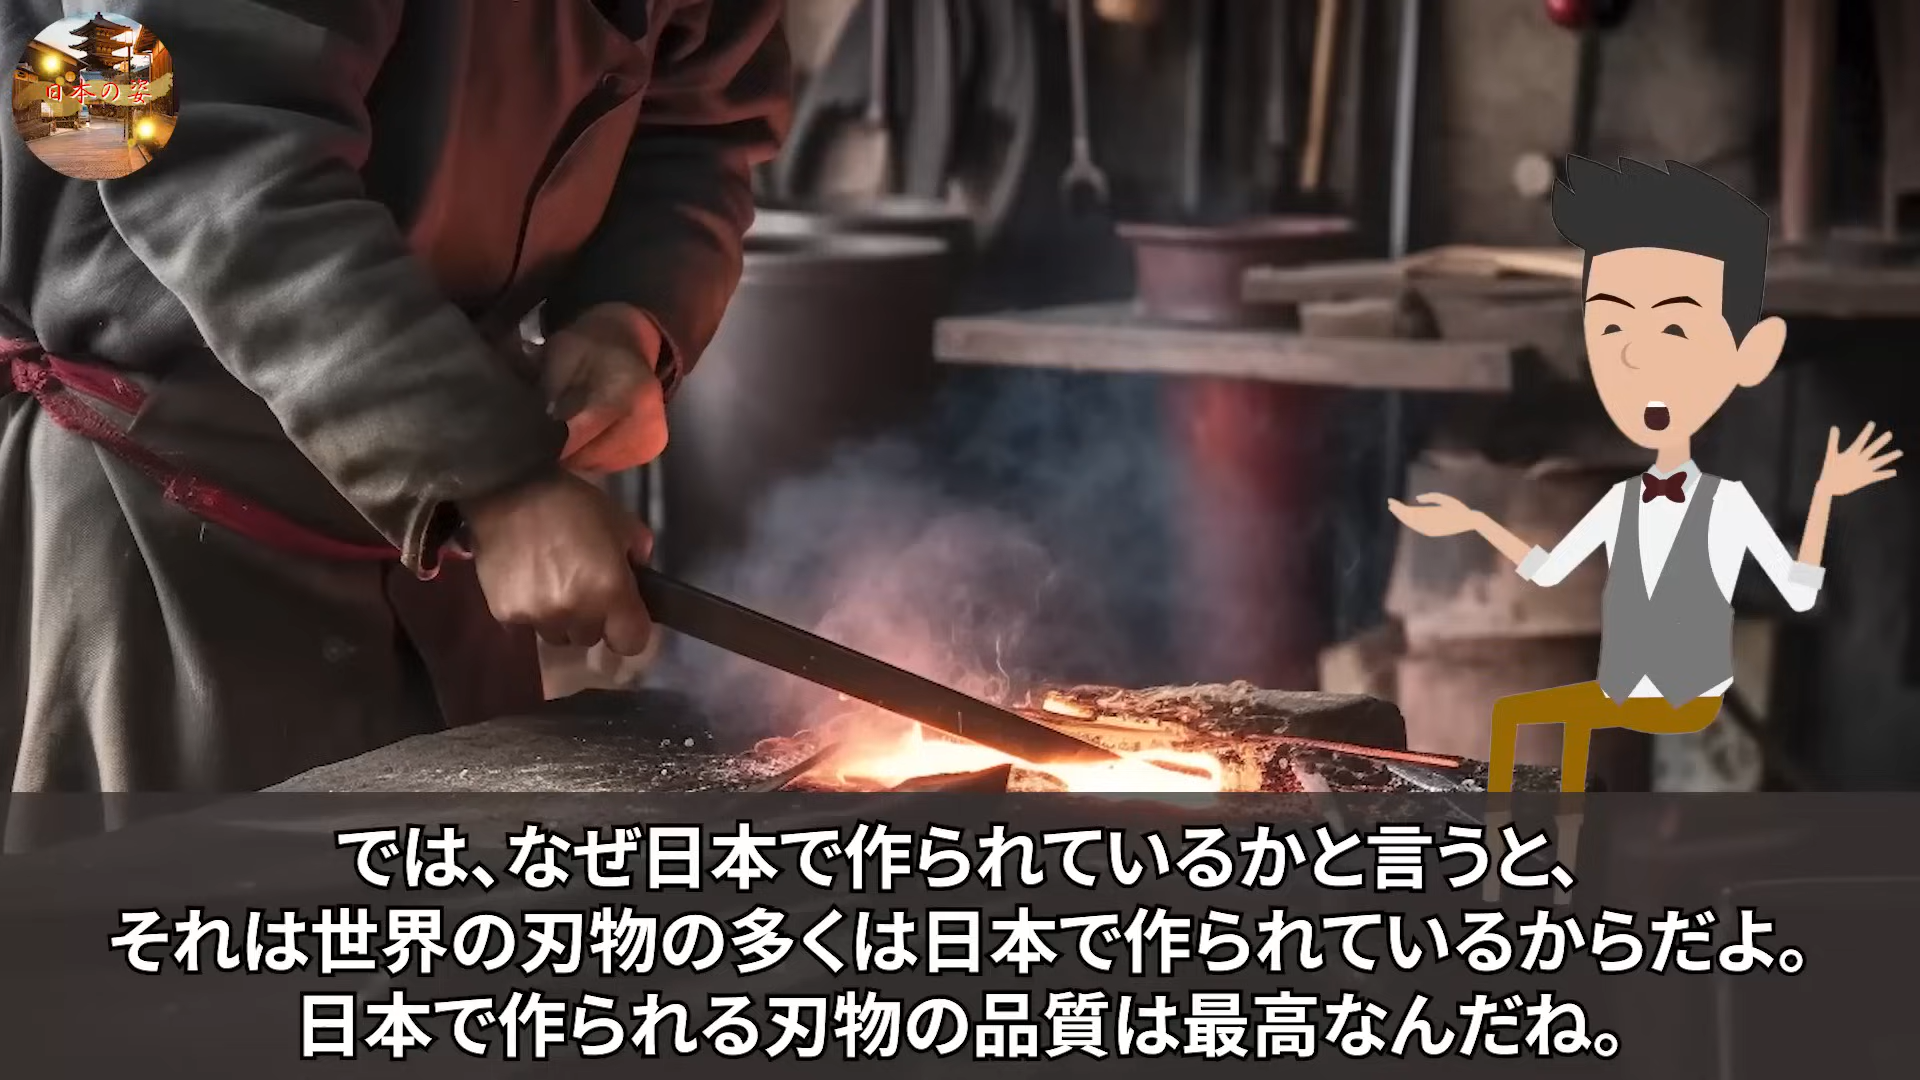 日本の姿
では、なぜ日本で作られているかと言うと、
それは世界の刃物の多くは日本で作られているからだよ。
日本で作られる刃物の品質は最高なんだね。